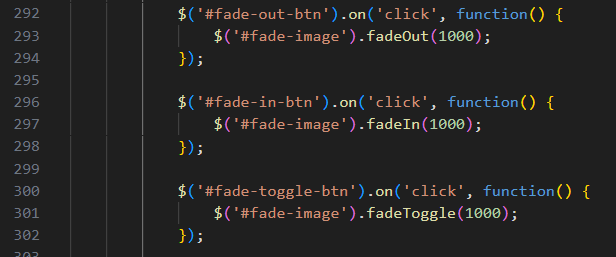 292 $('#fade-out-btn').on('click', function() {
293 $('#fade-image').fadeOut(1000);
294 });
295
296 $('#fade-in-btn').on('click', function() {
297 $('#fade-image').fadeIn(1000);
298 });
299
300 $('#fade-toggle-btn').on('click', function() {
301 $('#fade-image').fadeToggle(1000);
302 });
303